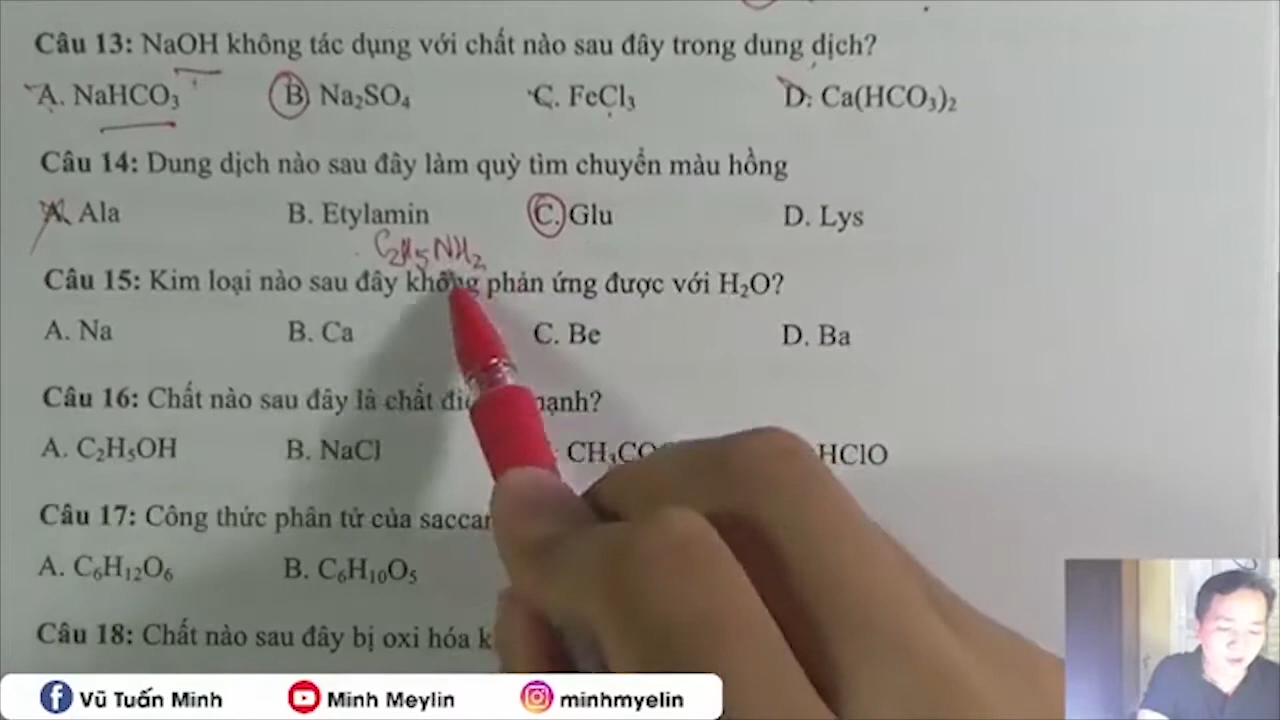 Câu 13: NaOH không tác dụng với chất nào sau đây trong dung dịch?
A. NaHCO₃ B. Na₂SO₄ C. FeCl₃ D. Ca(HCO₃)₂
Câu 14: Dung dịch nào sau đây làm quỳ tìm chuyển màu hồng
A. Ala B. Etylamin C. Glu D. Lys
C₂H₅NH₂
Câu 15: Kim loại nào sau đây không phản ứng được với H₂O?
A. Na B. Ca C. Be D. Ba
Câu 16: Chất nào sau đây là chất
A. C₂H₅OH B. NaCl HClO
Câu 17: Công thức phân tử của
A. C₆H₁₂O₆ B. C₆H₁₀O₅
Câu 18: Chất nào sau đây bị oxi hóa
Vũ Tuấn Minh Minh Meylin minhmyelin